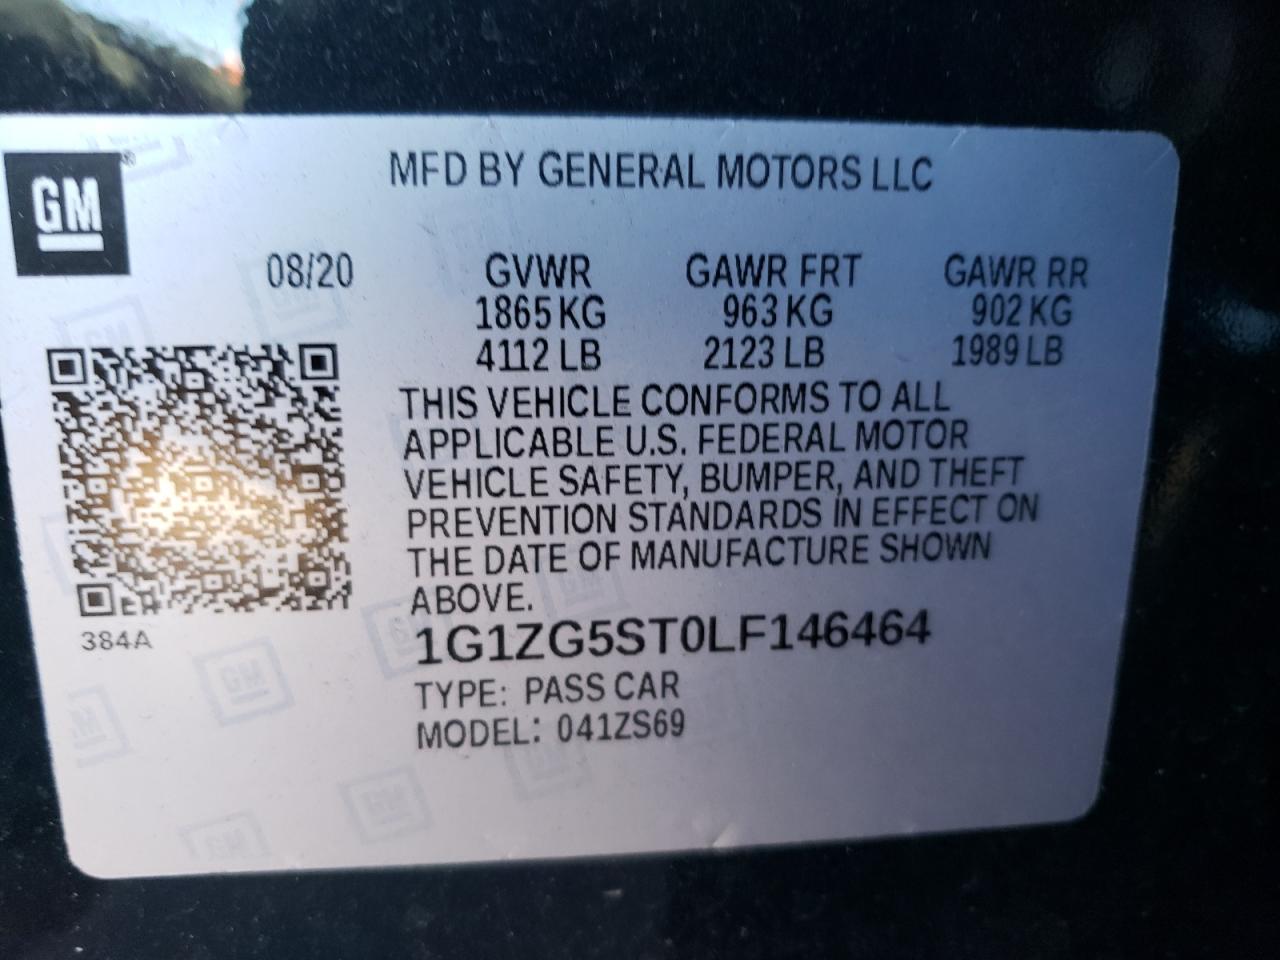 GM
MFD BY GENERAL MOTORS LLC
08/20 GVWR GAWR FRT GAWR RR
1865 KG 963 KG 902 KG
4112 LB 2123 LB 1989 LB
THIS VEHICLE CONFORMS TO ALL
APPLICABLE U.S. FEDERAL MOTOR
VEHICLE SAFETY, BUMPER, AND THEFT
PREVENTION STANDARDS IN EFFECT ON
THE DATE OF MANUFACTURE SHOWN
ABOVE.
384A
1G1ZG5ST0LF146464
TYPE: PASS CAR
MODEL: 041ZS69